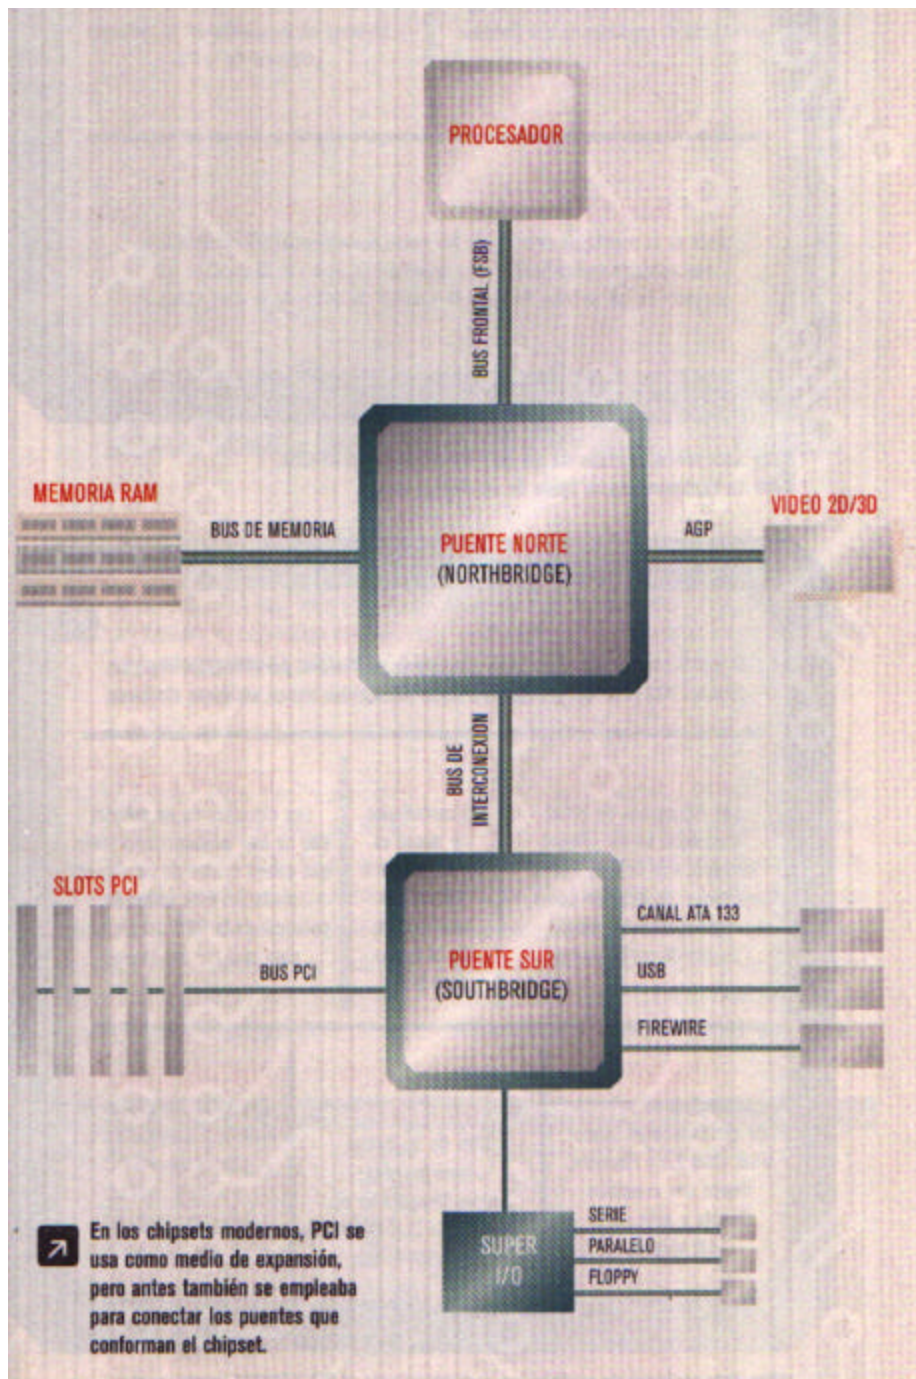 PROCESADOR
BUS FRONTAL (FSB)
MEMORIA RAM
BUS DE MEMORIA
PUENTE NORTE
(NORTHBRIDGE)
AGP
VIDEO 2D/3D
BUS DE
INTERCONEXION
SLOTS PCI
BUS PCI
PUENTE SUR
(SOUTHBRIDGE)
CANAL ATA 133
USB
FIREWIRE
SUPER
I/O
SERIE
PARALELO
FLOPPY
En los chipsets modernos, PCI se
usa como medio de expansión,
pero antes también se empleaba
para conectar los puentes que
conforman el chipset.